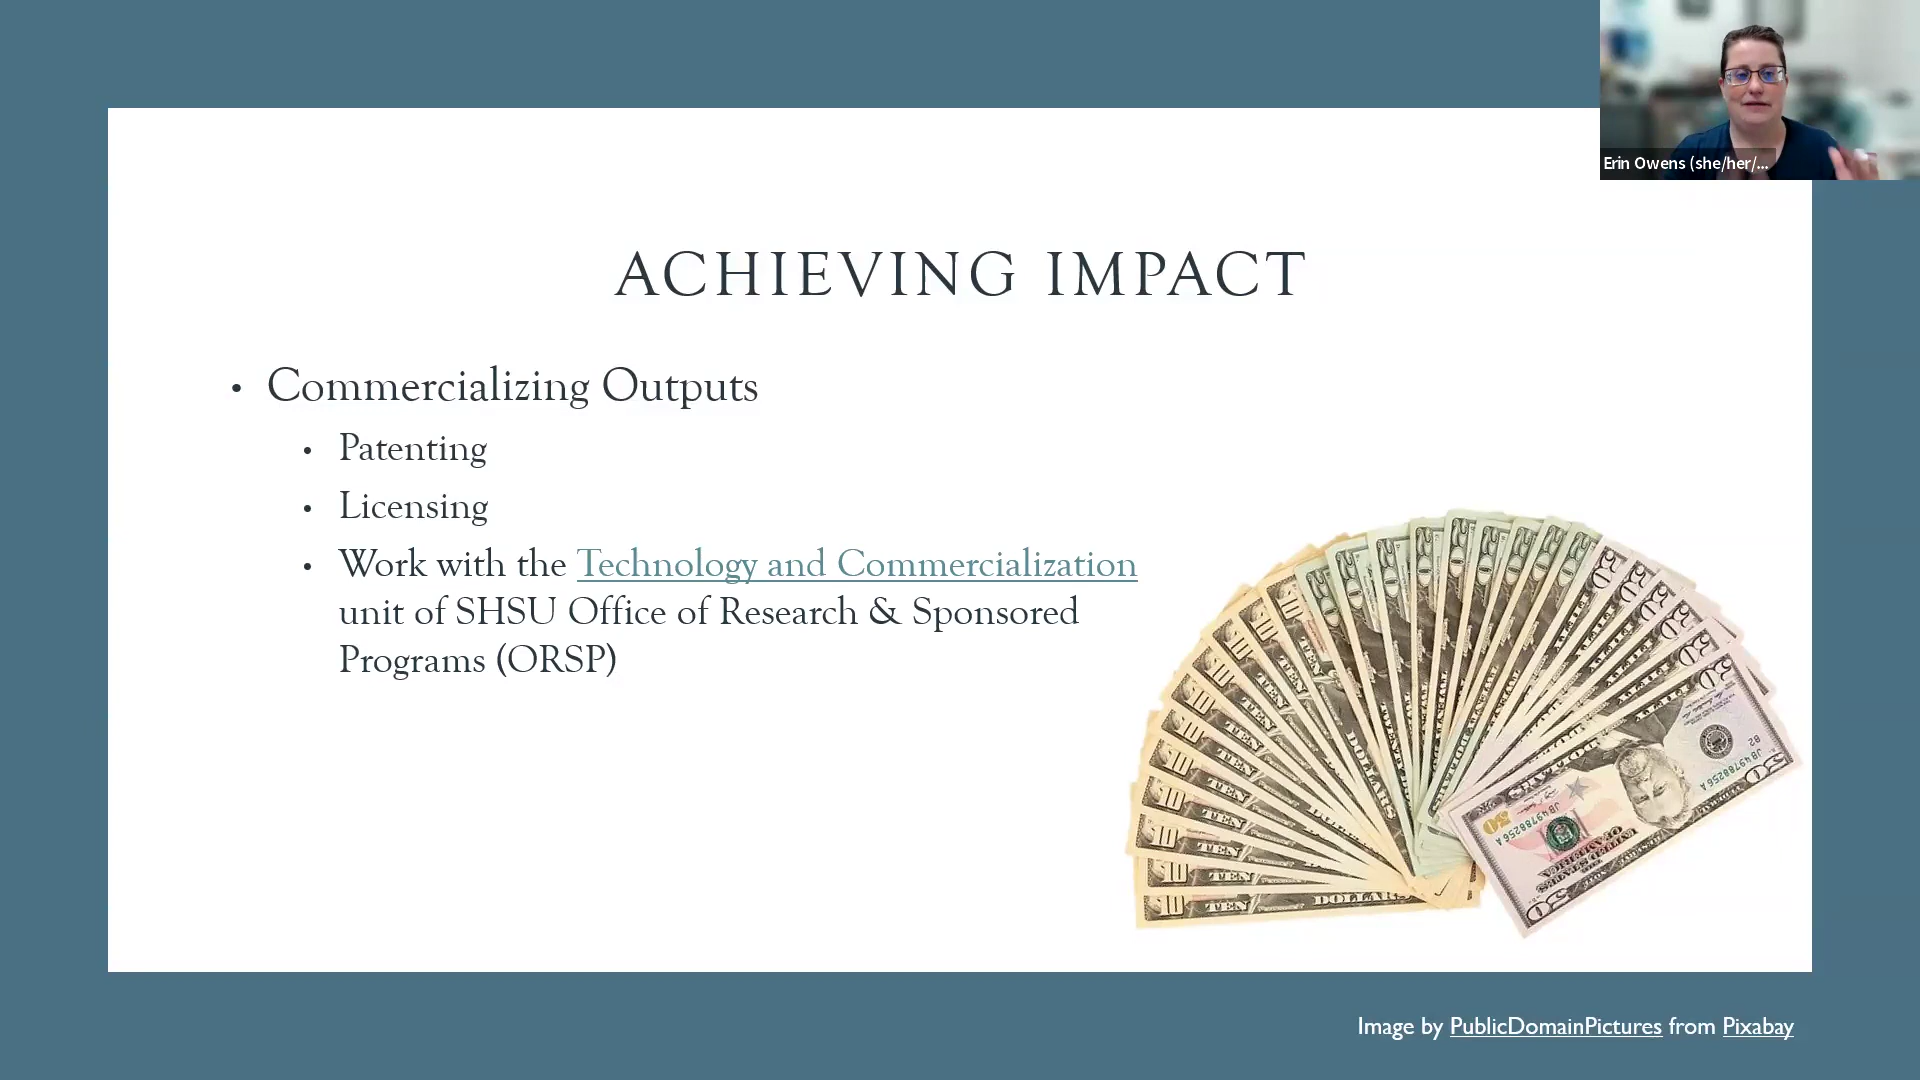 Erin Owens (she/her/...
ACHIEVING IMPACT
• Commercializing Outputs
• Patenting
• Licensing
• Work with the Technology and Commercialization
unit of SHSU Office of Research & Sponsored
Programs (ORSP)
Image by PublicDomainPictures from Pixabay